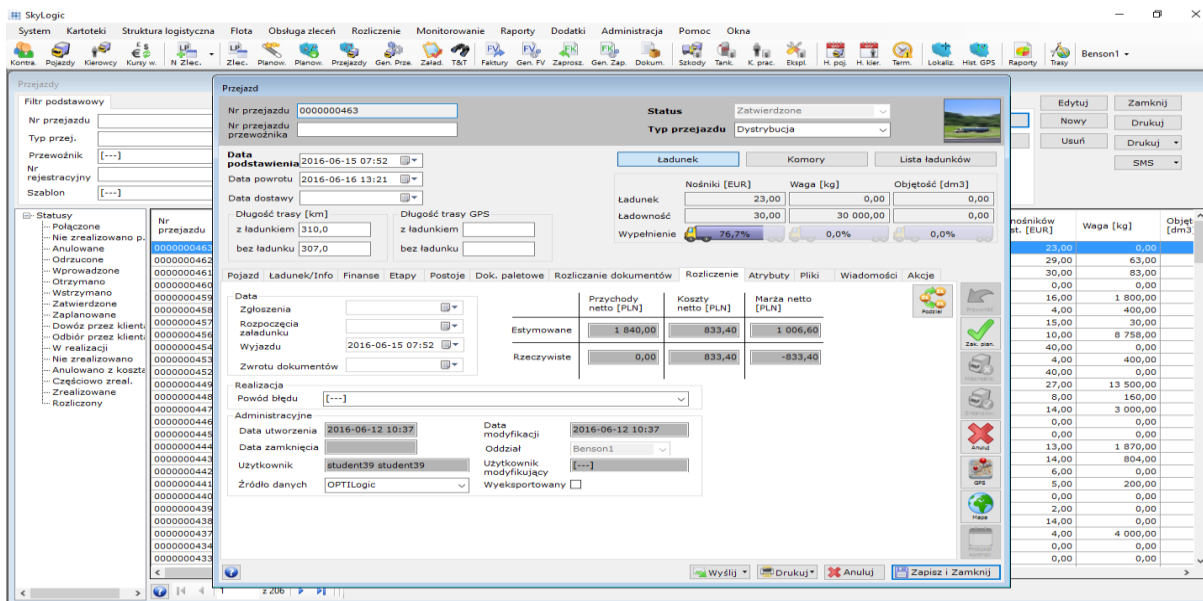 SkyLogic
System Kartoteki Struktura logistyczna Flota Obsługa zleceń Rozliczenie Monitorowanie Raporty Dodatki Administracja Pomoc Okna
Kontra. Pojazdy Kierowcy Kursy w. N Zlec. Zlec. Planow. Planow. Przejazdy Gen. Prze. Załad. T&T Faktury Gen. FV Zaprosz. Gen. Zap. Dokum. Szkody Tank. K. prac. Ekspl. H. poj. H. kier. Term. Lokaliz. Hist. GPS Raporty Trasy Benson1
Przejazdy
Filtr podstawowy
Nr przejazdu
Typ przej.
Przewoźnik [---]
Nr
rejestracyjny
Szablon [---]
Edytuj Zamknij
Nowy Drukuj
Usuń Drukuj
SMS
Statusy
Połączone
Nie zrealizowano p.
Anulowane
Odrzucone
Wprowadzone
Otrzymano
Wstrzymano
Zatwierdzone
Zaplanowane
Dowóz przez klient
Odbiór przez klient
W realizacji
Nie zrealizowano
Anulowano z koszta
Częściowo zreal.
Zrealizowane
Rozliczony
Nr
przejazdu
0000000463
0000000462
0000000461
0000000460
0000000459
0000000458
0000000457
0000000456
0000000454
0000000453
0000000452
0000000449
0000000448
0000000447
0000000446
0000000445
0000000444
0000000443
0000000442
0000000441
0000000440
0000000439
0000000438
0000000437
0000000434
0000000433
1 z 206
Przejazd
Nr przejazdu 0000000463
Nr przejazdu
przewoźnika
Status Zatwierdzone
Typ przejazdu Dystrybucja
Data
podstawienia 2016-06-15 07:52
Data powrotu 2016-06-16 13:21
Data dostawy
Długość trasy [km]
z ładunkiem 310,0
bez ładunku 307,0
Długość trasy GPS
z ładunkiem
bez ładunku
Ładunek Komory Lista ładunków
Nośniki [EUR] Waga [kg] Objętość [dm3]
Ładunek 23,00 0,00 0,00
Ładowność 30,00 30 000,00 0,00
Wypełnienie 76,7% 0,0% 0,0%
Pojazd Ładunek/Info Finanse Etapy Postoje Dok. paletowe Rozliczanie dokumentów Rozliczenie Atrybuty Pliki Wiadomości Akcje
Data
Zgłoszenia
Rozpoczęcia
załadunku
Wyjazdu 2016-06-15 07:52
Zwrotu dokumentów
Przychody
netto [PLN]
Koszty
netto [PLN]
Marża netto
[PLN]
Estymowane 1 840,00 833,40 1 006,60
Rzeczywiste 0,00 833,40 -833,40
Podziel
Zak. plan.
Anuluj
GPS
Mapa
Realizacja
Powód błędu [---]
Administracyjne
Data utworzenia 2016-06-12 10:37
Data
modyfikacji 2016-06-12 10:37
Data zamknięcia
Oddział Benson1
Użytkownik student39 student39
Użytkownik
modyfikujący [---]
Źródło danych OPTILogic
Wyeksportowany
Wyślij Drukuj Anuluj Zapisz i Zamknij
nośników
st. [EUR] Waga [kg] Objęt
[dm3
23,00 0,00
29,00 63,00
30,00 83,00
0,00 0,00
16,00 1 800,00
4,00 400,00
15,00 30,00
10,00 8 758,00
40,00 0,00
4,00 400,00
40,00 0,00
27,00 13 500,00
8,00 160,00
14,00 3 000,00
0,00 0,00
0,00 0,00
13,00 1 870,00
14,00 804,00
6,00 0,00
5,00 200,00
0,00 0,00
2,00 0,00
14,00 0,00
4,00 4 000,00
0,00 0,00
0,00 0,00